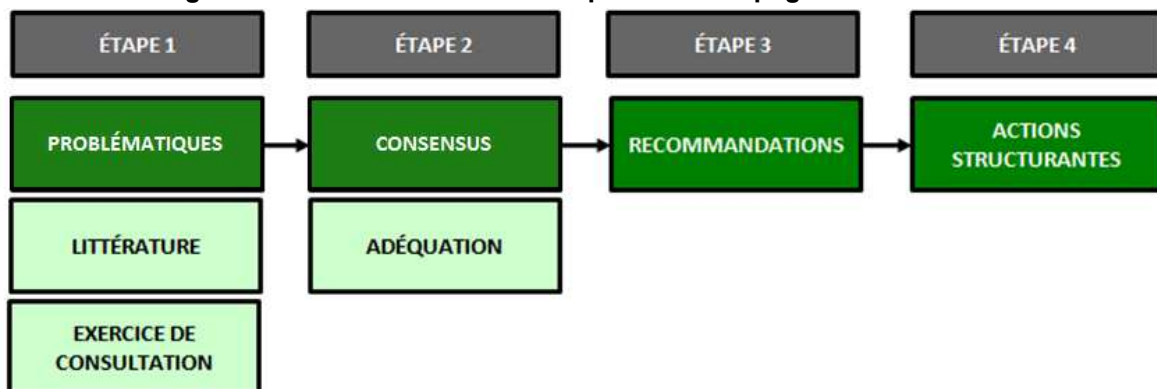 ÉTAPE 1
ÉTAPE 2
ÉTAPE 3
ÉTAPE 4
PROBLÉMATIQUES
CONSENSUS
RECOMMANDATIONS
ACTIONS
STRUCTURANTES
LITTÉRATURE
ADÉQUATION
EXERCICE DE
CONSULTATION